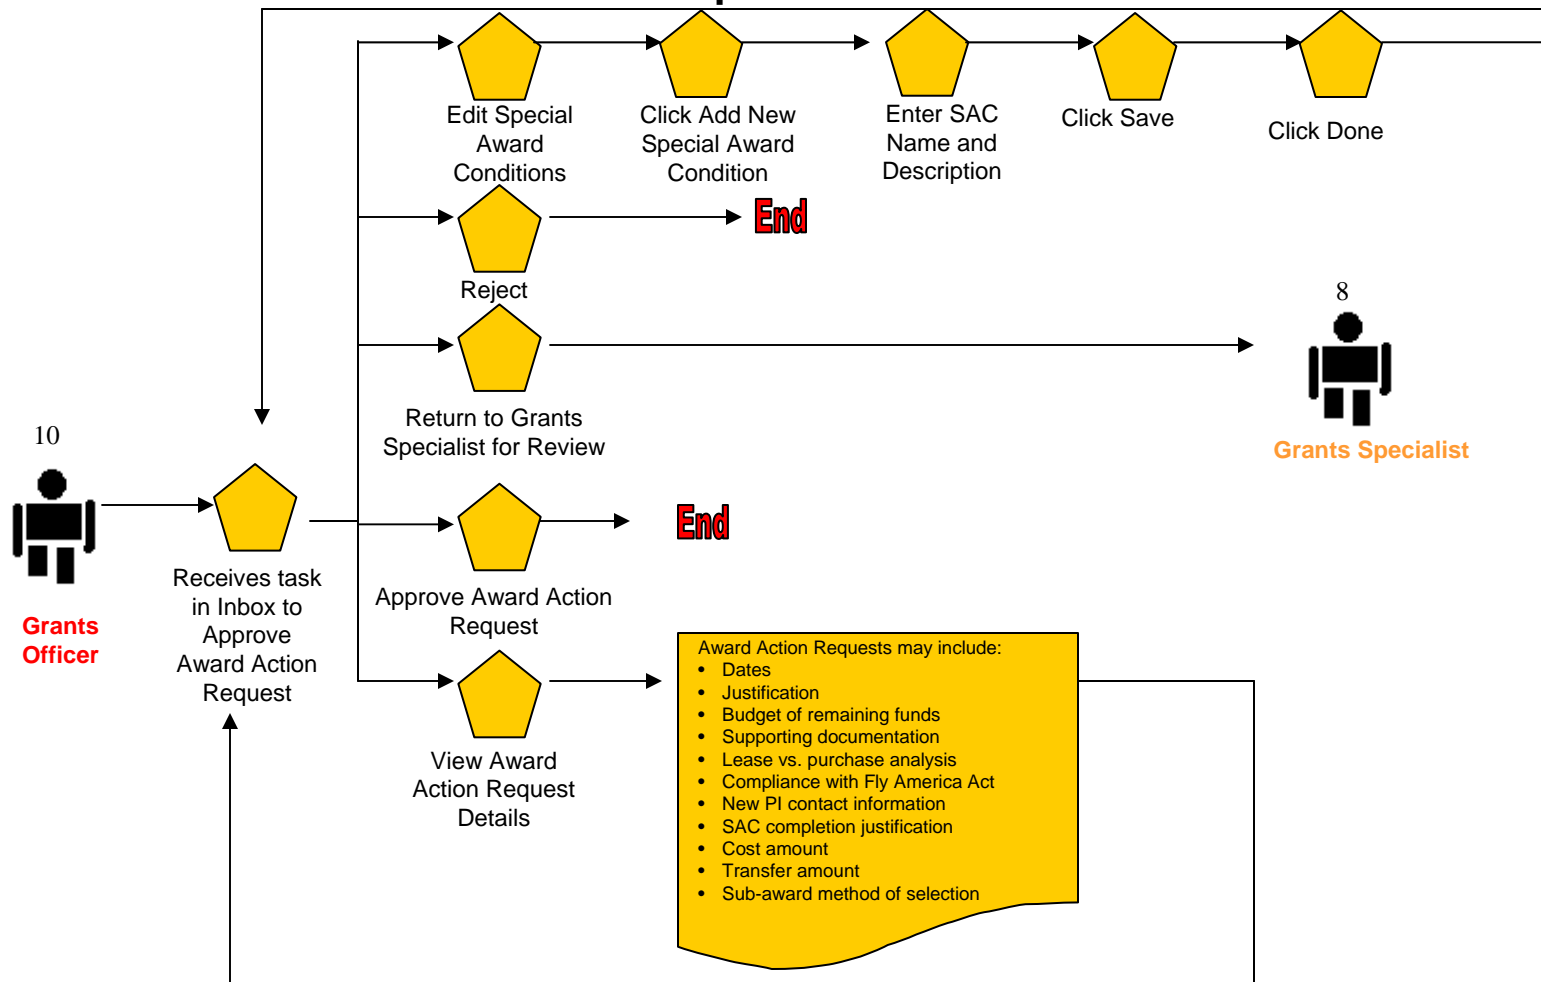 Edit Special
Award
Conditions
Click Add New
Special Award
Condition
Enter SAC
Name and
Description
Click Save
Click Done
End
Reject
8
Return to Grants
Specialist for Review
Grants Specialist
10
Grants
Officer
Receives task
in Inbox to
Approve
Award Action
Request
End
Approve Award Action
Request
View Award
Action Request
Details
Award Action Requests may include:
• Dates
• Justification
• Budget of remaining funds
• Supporting documentation
• Lease vs. purchase analysis
• Compliance with Fly America Act
• New PI contact information
• SAC completion justification
• Cost amount
• Transfer amount
• Sub-award method of selection